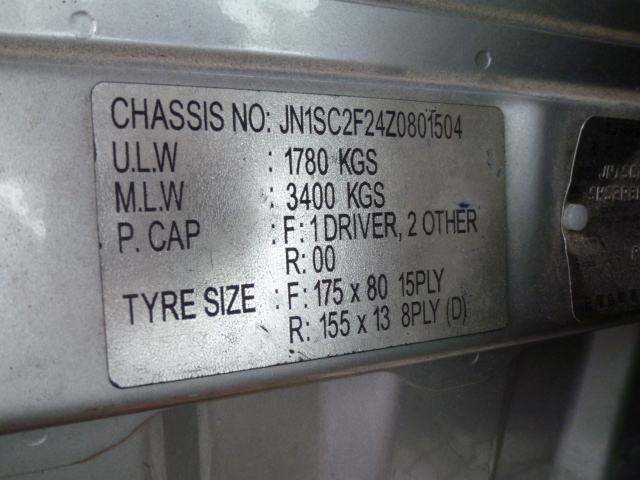 CHASSIS NO: JN1SC2F24Z0801504
U.L.W : 1780 KGS
M.L.W : 3400 KGS
P. CAP : F: 1 DRIVER, 2 OTHER
R: 00
TYRE SIZE : F: 175 x 80 15PLY
R: 155 x 13 8PLY (D)